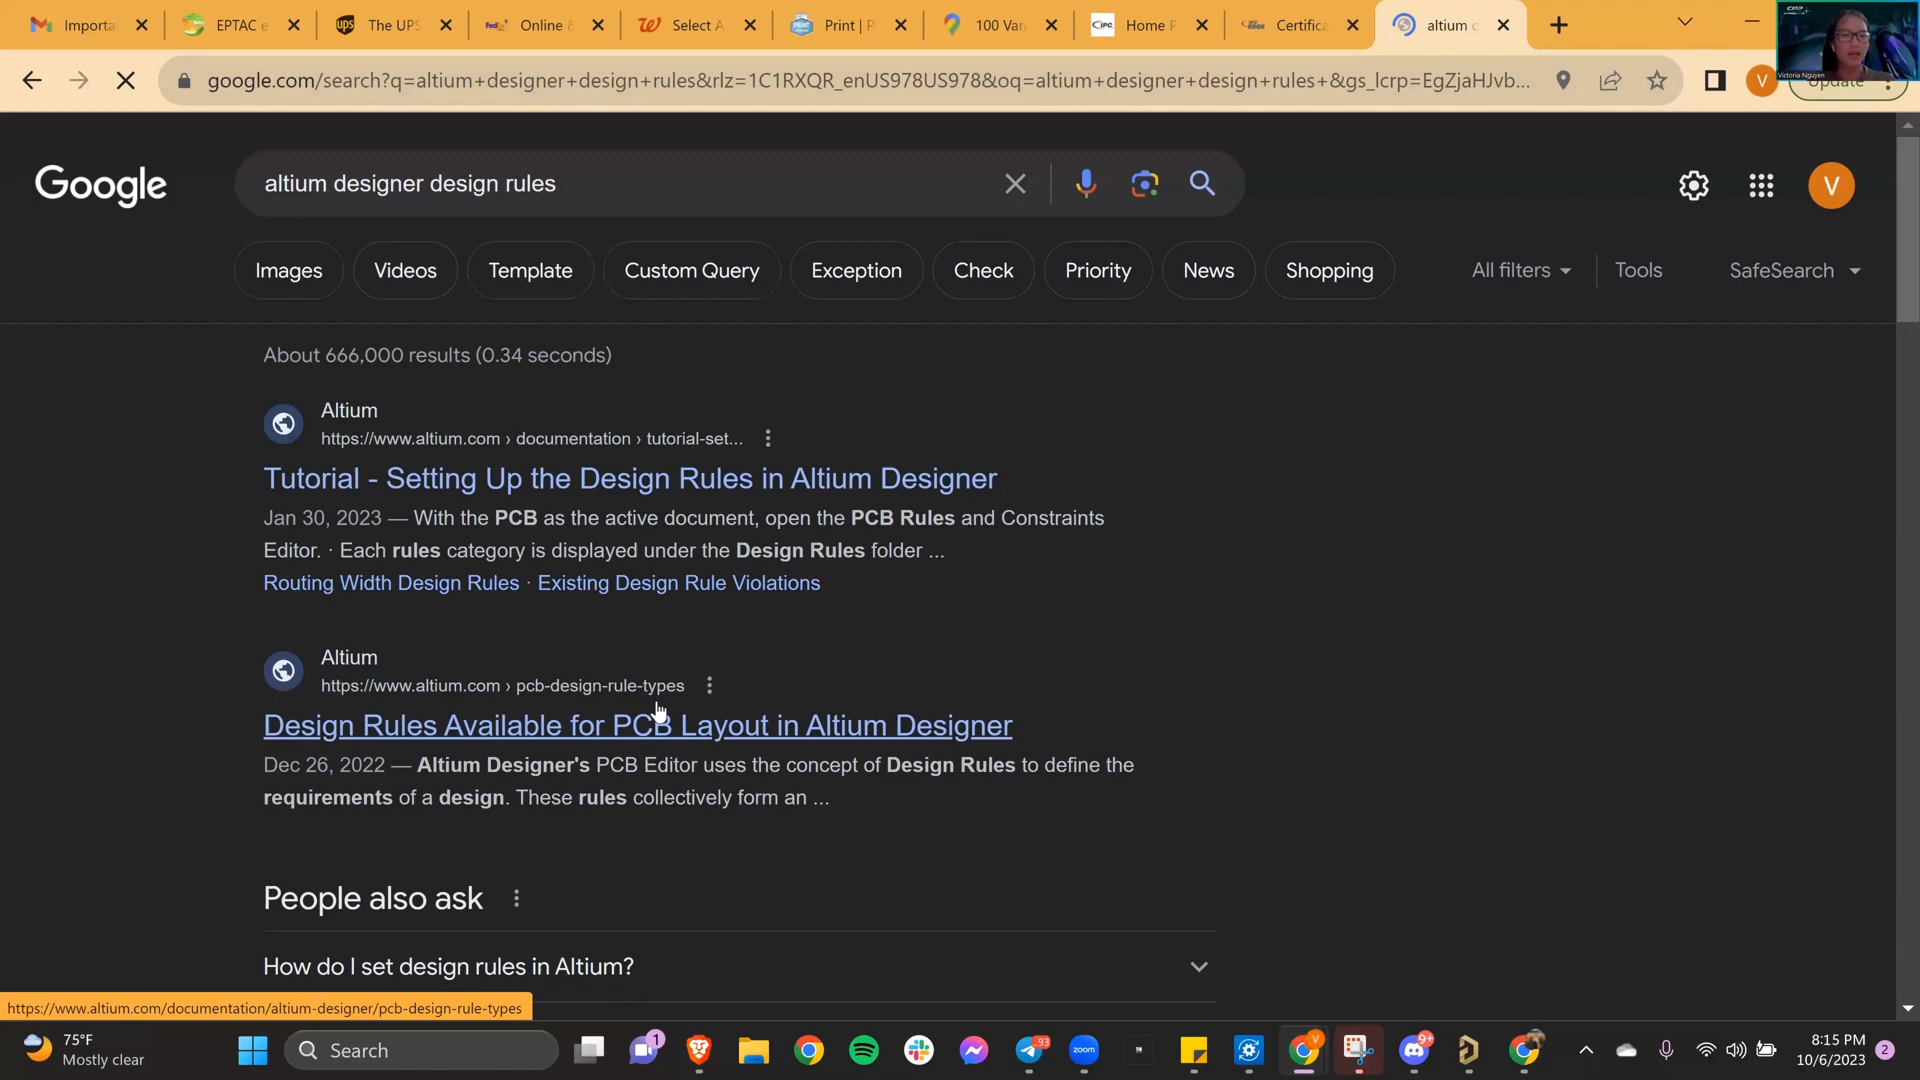 Importa
EPTAC e
The UPS
Online &
Select A
Print | P
100 Van
Home P
Certifica
altium d
Victoria Nguyen
google.com/search?q=altium+designer+design+rules&rlz=1C1RXQR_enUS978US978&oq=altium+designer+design+rules+&gs_lcrp=EgZjaHJvb...
V
Update
Google
altium designer design rules
V
Images
Videos
Template
Custom Query
Exception
Check
Priority
News
Shopping
All filters
Tools
SafeSearch
About 666,000 results (0.34 seconds)
Altium
https://www.altium.com › documentation › tutorial-set...
Tutorial - Setting Up the Design Rules in Altium Designer
Jan 30, 2023 — With the PCB as the active document, open the PCB Rules and Constraints
Editor. · Each rules category is displayed under the Design Rules folder ...
Routing Width Design Rules · Existing Design Rule Violations
Altium
https://www.altium.com › pcb-design-rule-types
Design Rules Available for PCB Layout in Altium Designer
Dec 26, 2022 — Altium Designer's PCB Editor uses the concept of Design Rules to define the
requirements of a design. These rules collectively form an ...
People also ask
How do I set design rules in Altium?
https://www.altium.com/documentation/altium-designer/pcb-design-rule-types
75°F
Mostly clear
Search
1
93
zoom
V
9+
8:15 PM
10/6/2023
2